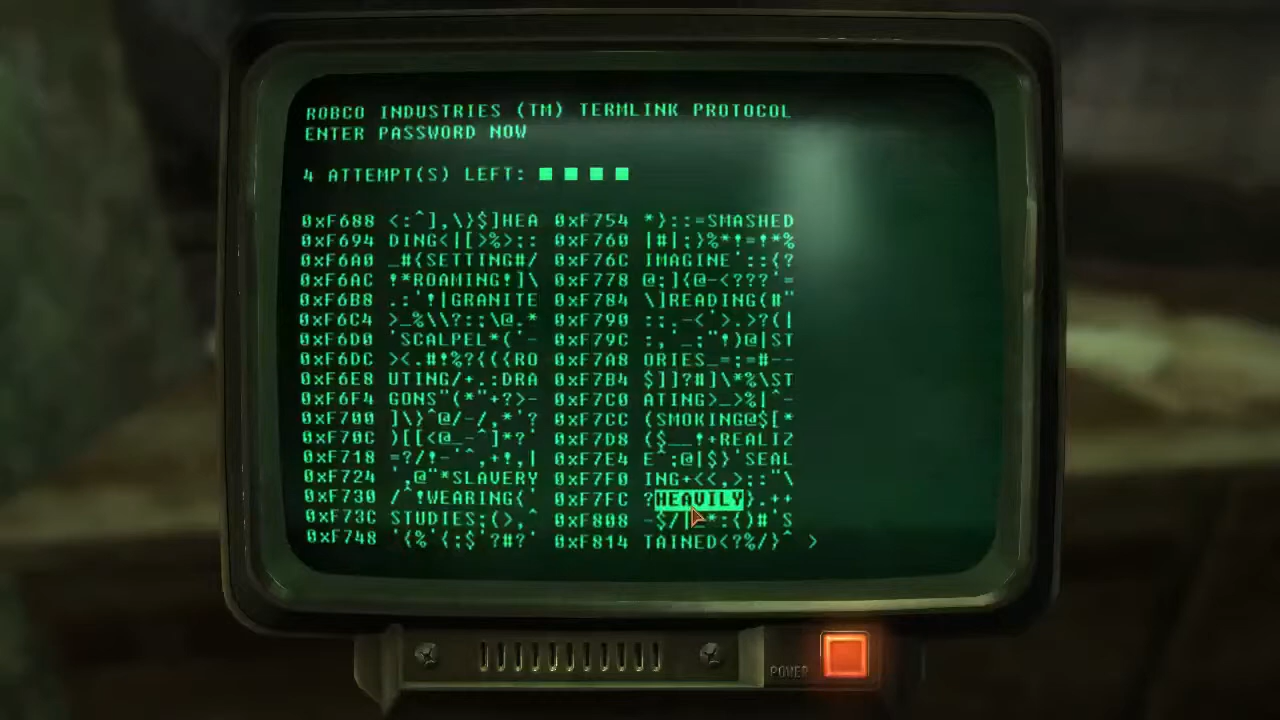 ROBCO INDUSTRIES (TM) TERMLINK PROTOCOL
ENTER PASSWORD NOW
4 ATTEMPT(S) LEFT: ■ ■ ■ ■
0xF688 <:^],\}$]HEA 0xF754 *}::=SMASHED
0xF694 DING<|[>%>;: 0xF760 |#|;}%*!=!*%
0xF6A0 _#{SETTING#/ 0xF76C IMAGINE'::{?
0xF6AC !*ROAMING!]\ 0xF778 @;]{@-<???'=
0xF6B8 .:'!|GRANITE 0xF784 \]READING(#"
0xF6C4 >_%\\?:;\@.* 0xF790 :;.-<'>.>?(|
0xF6D0 'SCALPEL*('- 0xF79C :,'_;"!)@|ST
0xF6DC ><.#!%?{({RO 0xF7A8 ORIES_=;=#--
0xF6E8 UTING/+.:DRA 0xF7B4 $]]?#]\*%\ST
0xF6F4 GONS"(*"+?>- 0xF7C0 ATING>_>%|^-
0xF700 ]\}^@/-/,*'? 0xF7CC (SMOKING@$[*
0xF70C )[[<@_-^]*?' 0xF7D8 ($__!+REALIZ
0xF718 =?/!-'^,+!,| 0xF7E4 E^;@|$}'SEAL
0xF724 ',@"*SLAVERY 0xF7F0 ING+<<,>;:"\
0xF730 /^!WEARING{' 0xF7FC ?HEAVILY}.++
0xF73C STUDIES;(>,^ 0xF808 -$/|_*:{)#'S
0xF748 '{%'{;$'?#?' 0xF814 TAINED<?%/}^ >
POWER